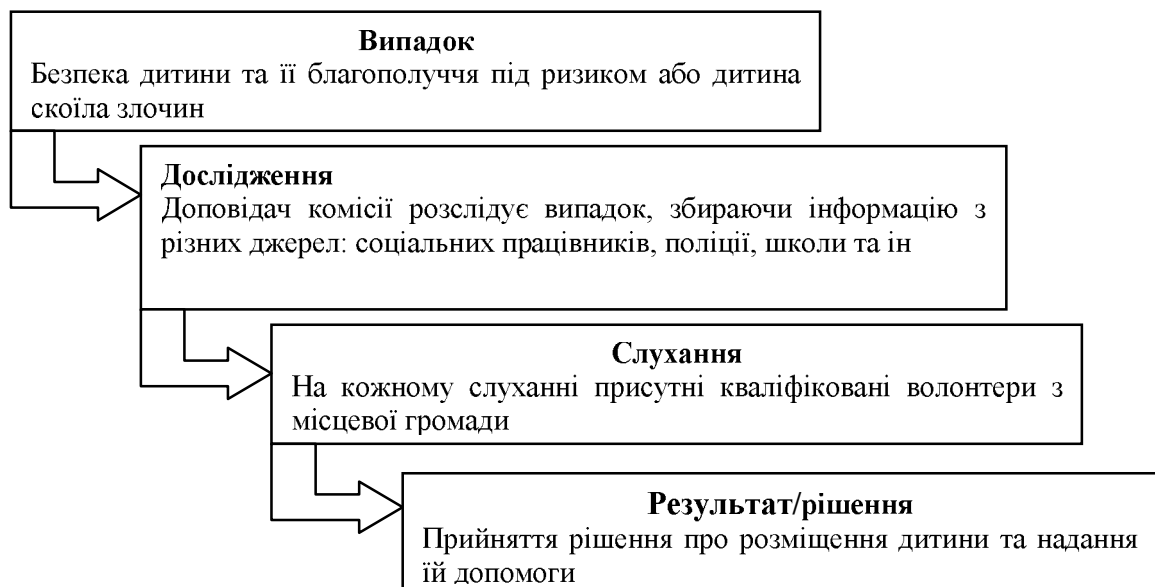 Випадок
Безпека дитини та її благополуччя під ризиком або дитина
скоїла злочин
Дослідження
Доповідач комісії розслідує випадок, збираючи інформацію з
різних джерел: соціальних працівників, поліції, школи та ін
Слухання
На кожному слуханні присутні кваліфіковані волонтери з
місцевої громади
Результат/рішення
Прийняття рішення про розміщення дитини та надання
їй допомоги